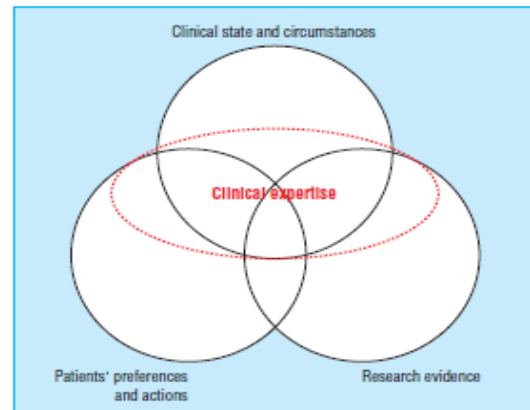 Clinical state and circumstances
Clinical expertise
Patients' preferences
and actions
Research evidence